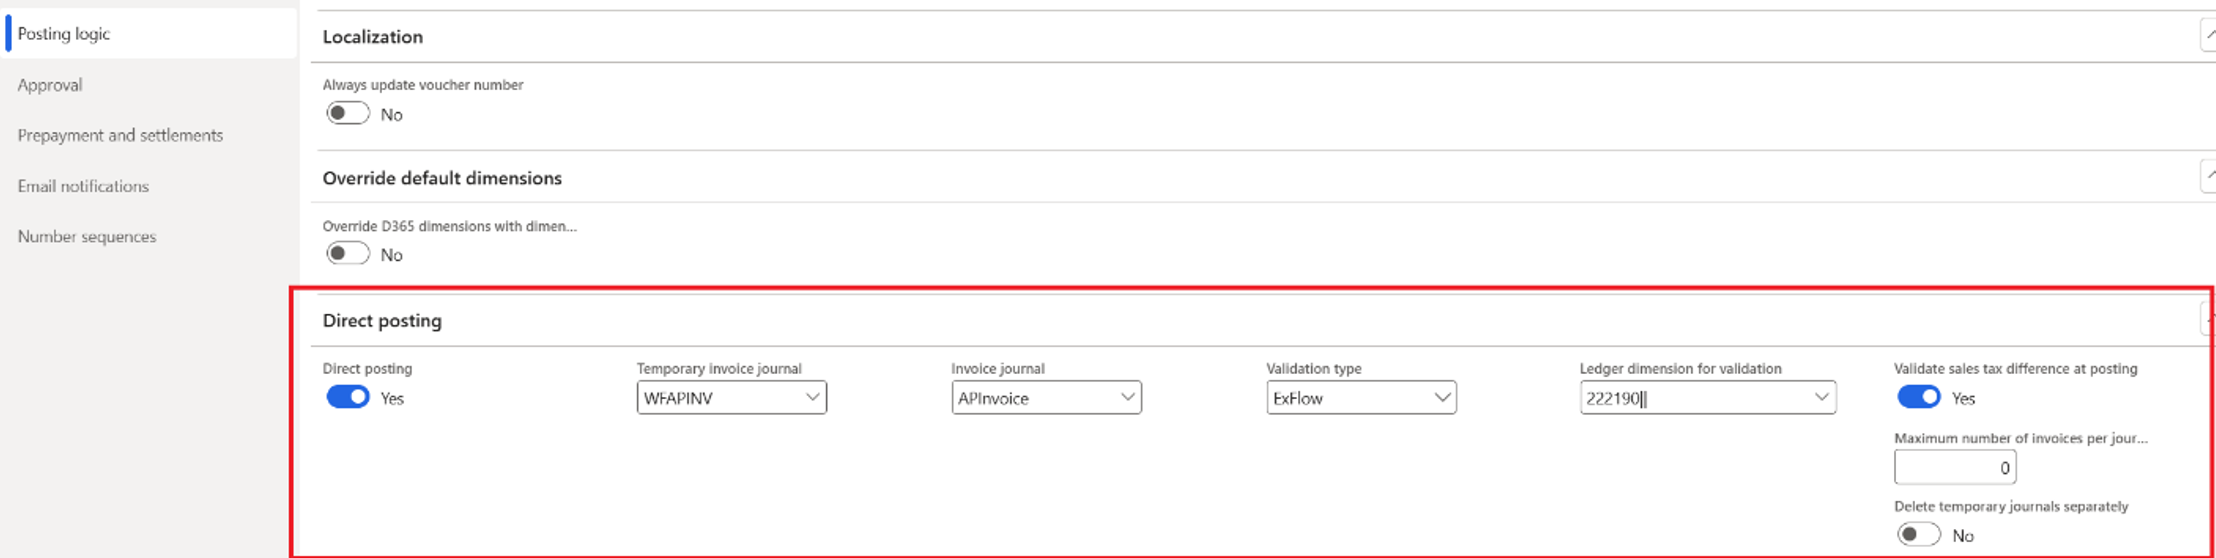 Posting logic
Approval
Prepayment and settlements
Email notifications
Number sequences
Localization
Always update voucher number
No
Override default dimensions
Override D365 dimensions with dimen...
No
Direct posting
Direct posting
Yes
Temporary invoice journal
WFAPINV
Invoice journal
APInvoice
Validation type
ExFlow
Ledger dimension for validation
222190||
Validate sales tax difference at posting
Yes
Maximum number of invoices per jour...
0
Delete temporary journals separately
No